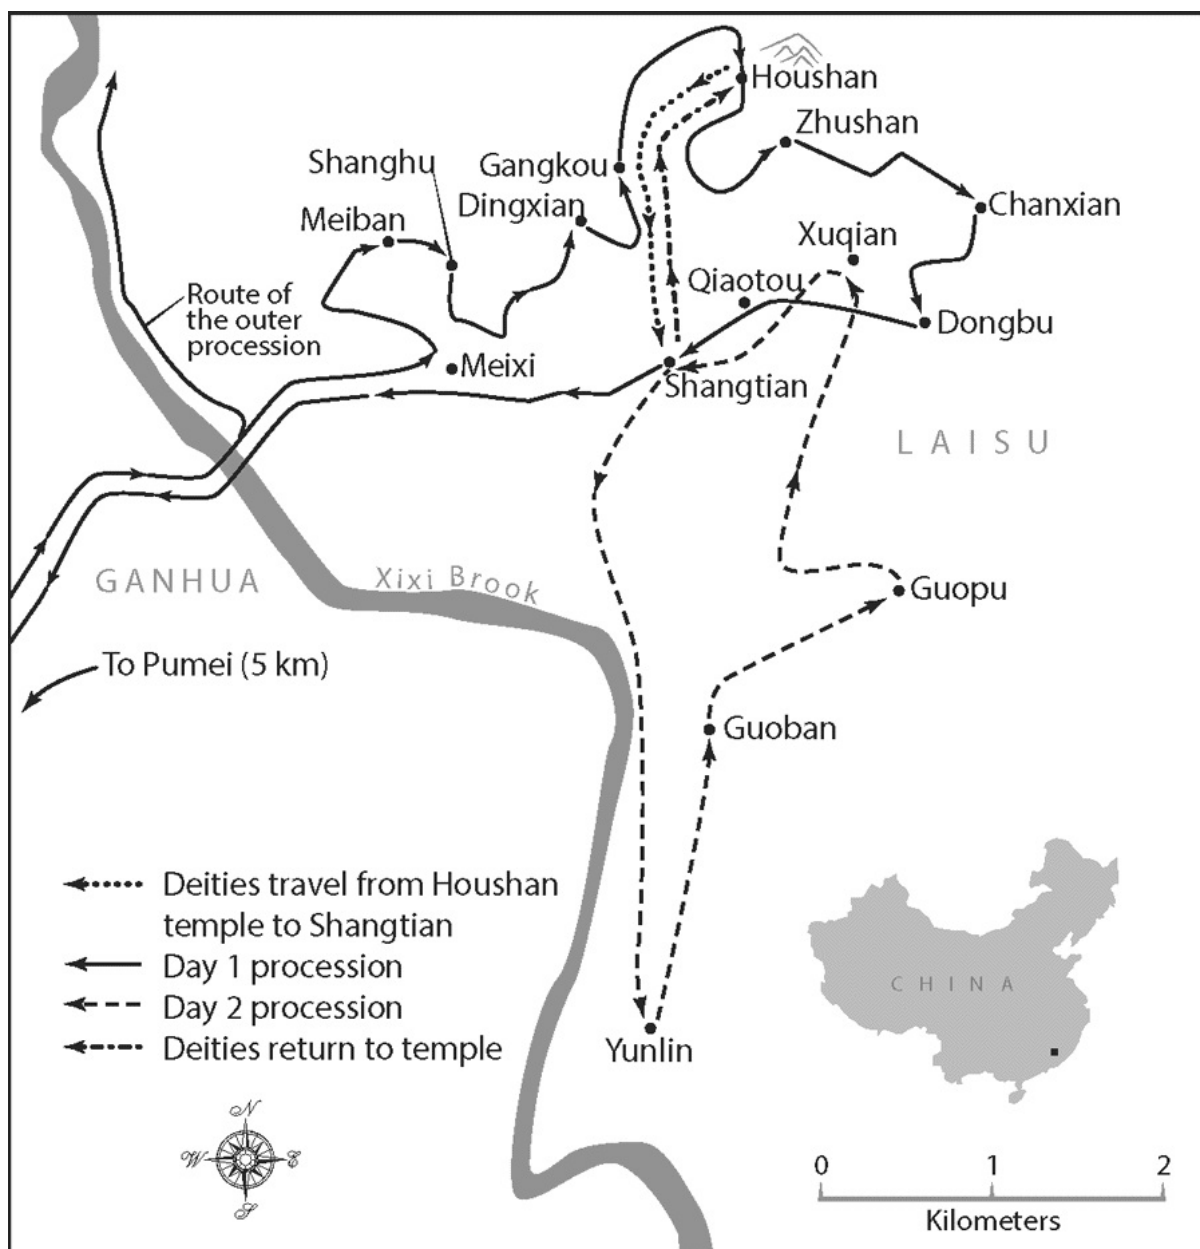 Houshan
Zhushan
Shanghu
Gangkou
Dingxian
Meiban
Chanxian
Xuqian
Qiaotou
Route of
the outer
procession
Dongbu
Meixi
Shangtian
LAISU
GANHUA
Xixi Brook
Guopu
To Pumei (5 km)
Guoban
Deities travel from Houshan
temple to Shangtian
Day 1 procession
Day 2 procession
Deities return to temple
CHINA
Yunlin
N
W E
S
0 1 2
Kilometers